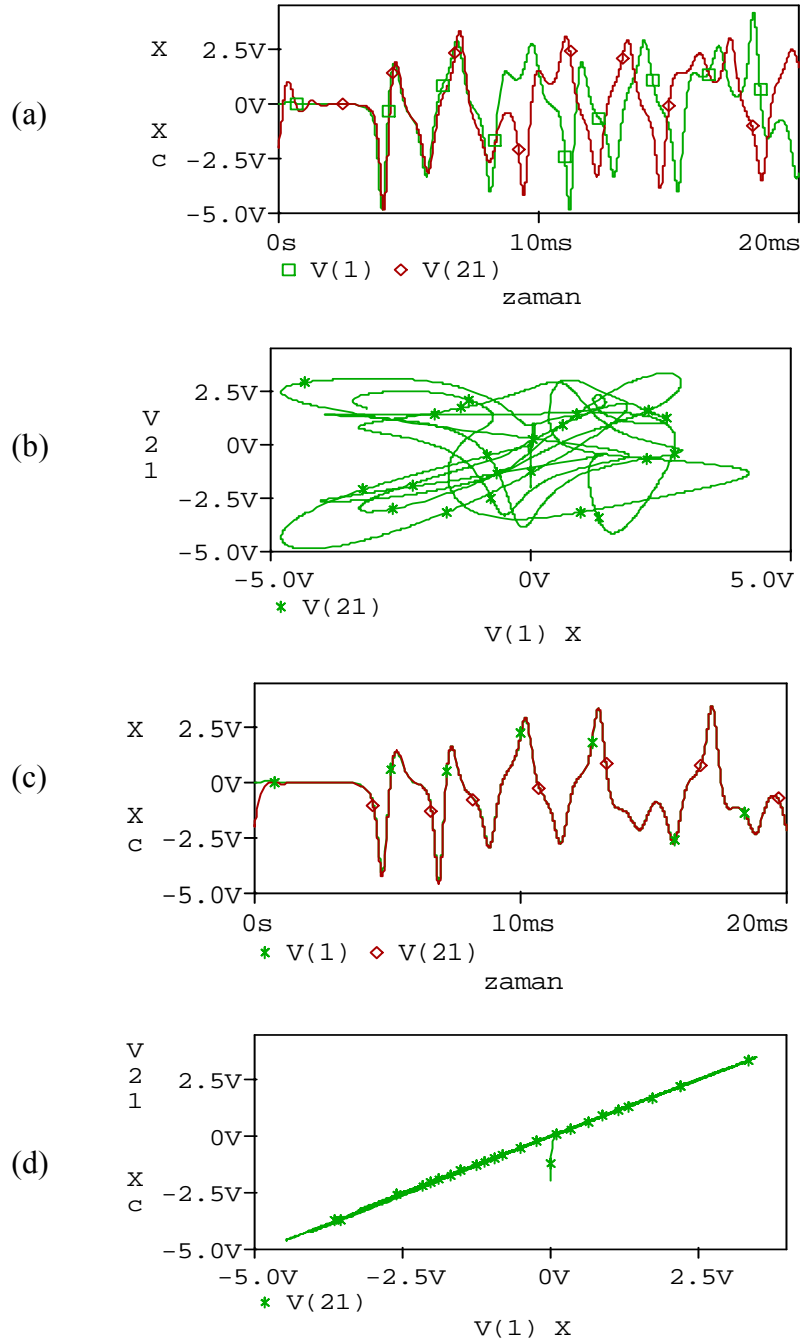 X 2.5V
(a)
0V
X
C -2.5V
-5.0V
0s 10ms 20ms
V(1) V(21)
zaman
(b)
V 2.5V
2 0V
1
-2.5V
-5.0V
-5.0V 0V 5.0V
V(21)
V(1) X
(c)
X 2.5V
0V
X
C -2.5V
-5.0V
0s 10ms 20ms
V(1) V(21)
zaman
(d)
V
2 2.5V
1
0V
X
C -2.5V
-5.0V
-5.0V -2.5V 0V 2.5V
V(21)
V(1) X